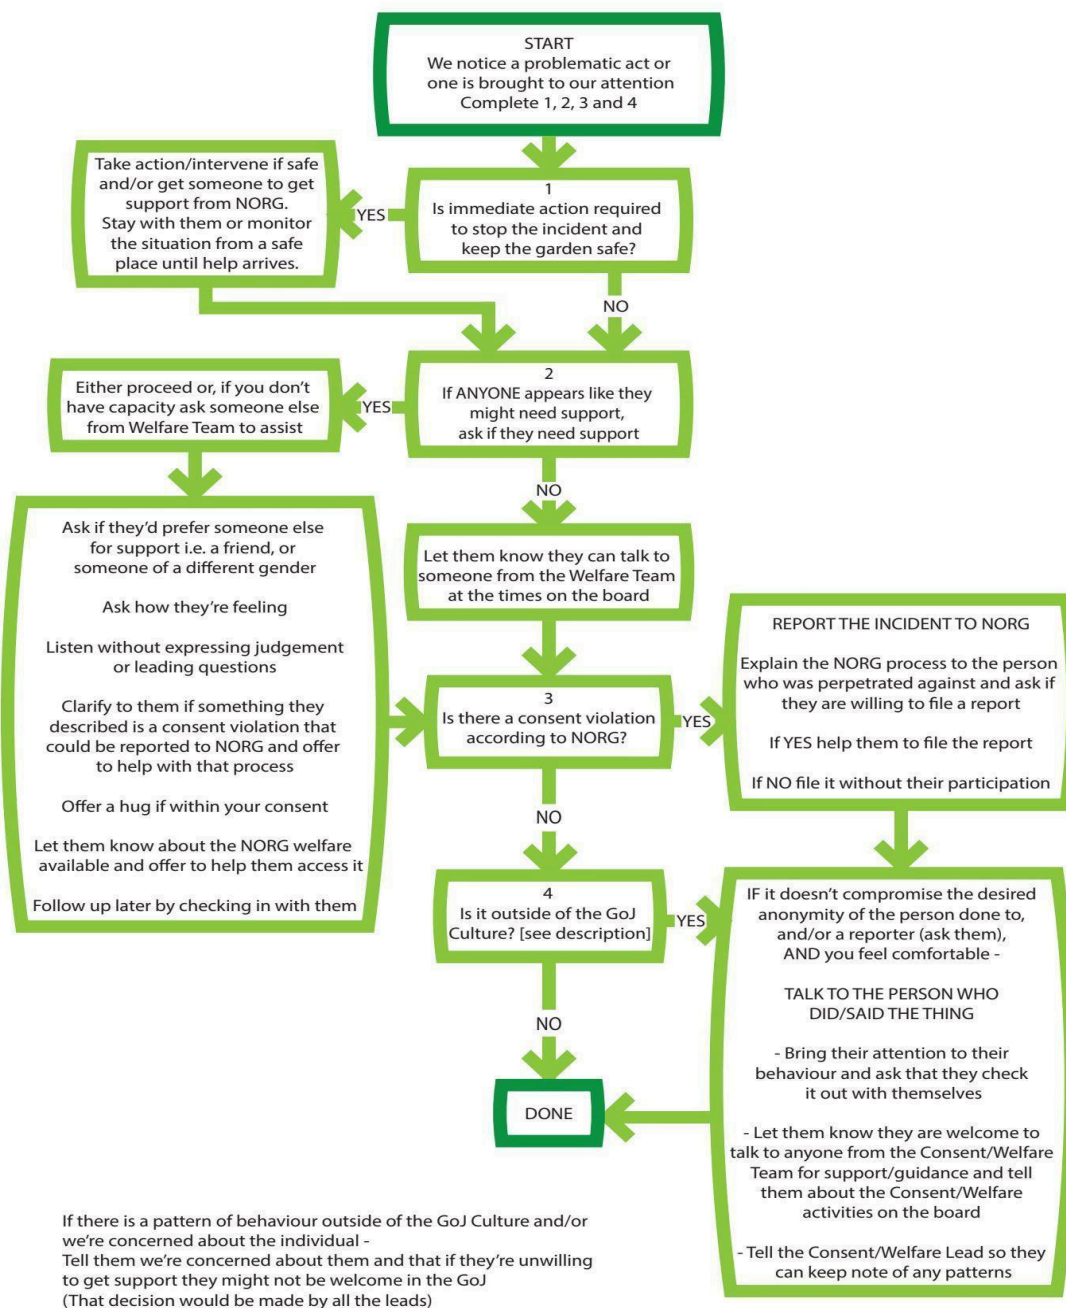 START
We notice a problematic act or
one is brought to our attention
Complete 1, 2, 3 and 4
Take action/intervene if safe
and/or get someone to get
support from NORG.
Stay with them or monitor
the situation from a safe
place until help arrives.
YES
1
Is immediate action required
to stop the incident and
keep the garden safe?
NO
Either proceed or, if you don’t
have capacity ask someone else
from Welfare Team to assist
YES
2
If ANYONE appears like they
might need support,
ask if they need support
NO
Ask if they’d prefer someone else
for support i.e. a friend, or
someone of a different gender
Ask how they’re feeling
Listen without expressing judgement
or leading questions
Clarify to them if something they
described is a consent violation that
could be reported to NORG and offer
to help with that process
Offer a hug if within your consent
Let them know about the NORG welfare
available and offer to help them access it
Follow up later by checking in with them
Let them know they can talk to
someone from the Welfare Team
at the times on the board
3
Is there a consent violation
according to NORG?
YES
NO
REPORT THE INCIDENT TO NORG
Explain the NORG process to the person
who was perpetrated against and ask if
they are willing to file a report
If YES help them to file the report
If NO file it without their participation
4
Is it outside of the GoJ
Culture? [see description]
YES
NO
IF it doesn’t compromise the desired
anonymity of the person done to,
and/or a reporter (ask them),
AND you feel comfortable -
TALK TO THE PERSON WHO
DID/SAID THE THING
- Bring their attention to their
behaviour and ask that they check
it out with themselves
- Let them know they are welcome to
talk to anyone from the Consent/Welfare
Team for support/guidance and tell
them about the Consent/Welfare
activities on the board
- Tell the Consent/Welfare Lead so they
can keep note of any patterns
DONE
If there is a pattern of behaviour outside of the GoJ Culture and/or
we’re concerned about the individual -
Tell them we’re concerned about them and that if they’re unwilling
to get support they might not be welcome in the GoJ
(That decision would be made by all the leads)